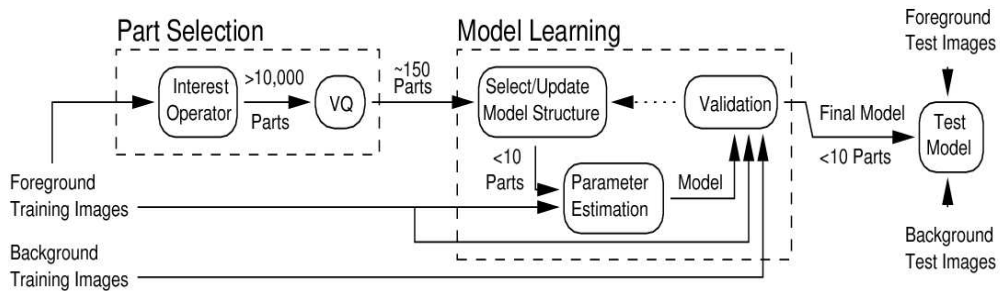 Part Selection
Model Learning
Foreground
Test Images
Interest
Operator
>10,000
Parts
VQ
~150
Parts
Select/Update
Model Structure
Validation
Final Model
<10 Parts
Test
Model
<10
Parts
Parameter
Estimation
Model
Foreground
Training Images
Background
Training Images
Background
Test Images